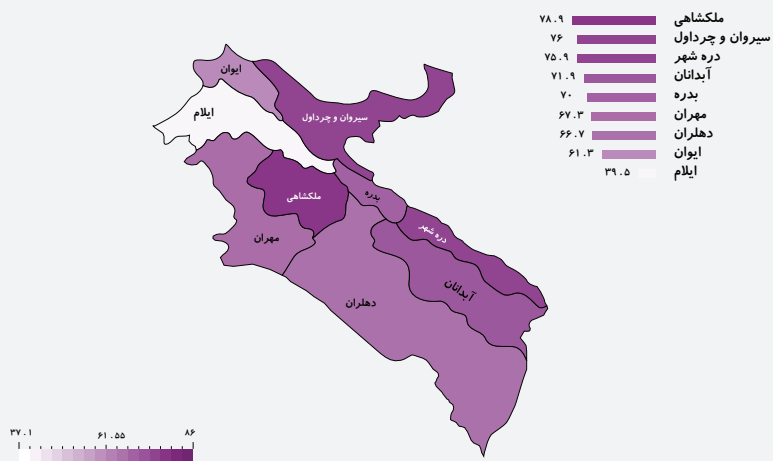 ملکشاهی ۷۸.۹
سیروان و چرداول ۷۶
دره شهر ۷۵.۹
آبدانان ۷۱.۹
بدره ۷۰
مهران ۶۷.۳
دهلران ۶۶.۷
ایوان ۶۱.۳
ایلام ۳۹.۵
ایوان
ایلام
سیروان و چرداول
ملکشاهی
بدره
مهران
دره شهر
آبدانان
دهلران
۳۷.۱ ۶۱.۵۵ ۸۶